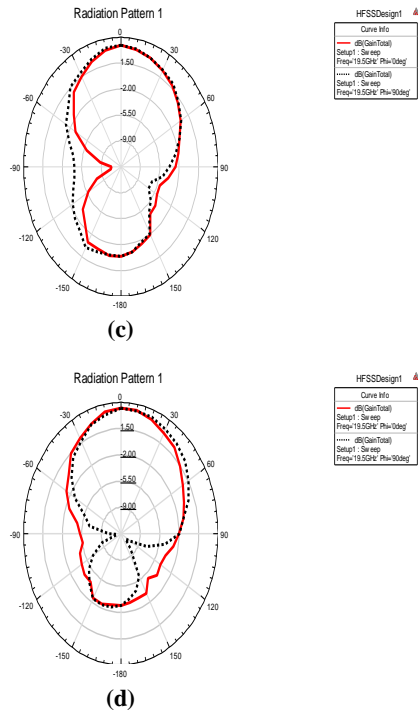 Radiation Pattern 1
HFSSDesign1
Curve Info
dB(GainTotal)
Setup1 : Sweep
Freq='19.5GHz' Phi='0deg'
dB(GainTotal)
Setup1 : Sweep
Freq='19.5GHz' Phi='90deg'
0
-30
30
1.50
-60
60
-2.00
-5.50
-9.00
-90
90
-120
120
-150
150
-180
(c)
Radiation Pattern 1
HFSSDesign1
Curve Info
dB(GainTotal)
Setup1 : Sweep
Freq='19.5GHz' Phi='0deg'
dB(GainTotal)
Setup1 : Sweep
Freq='19.5GHz' Phi='90deg'
0
-30
30
1.50
-60
60
-2.00
-5.50
-9.00
-90
90
-120
120
-150
150
-180
(d)